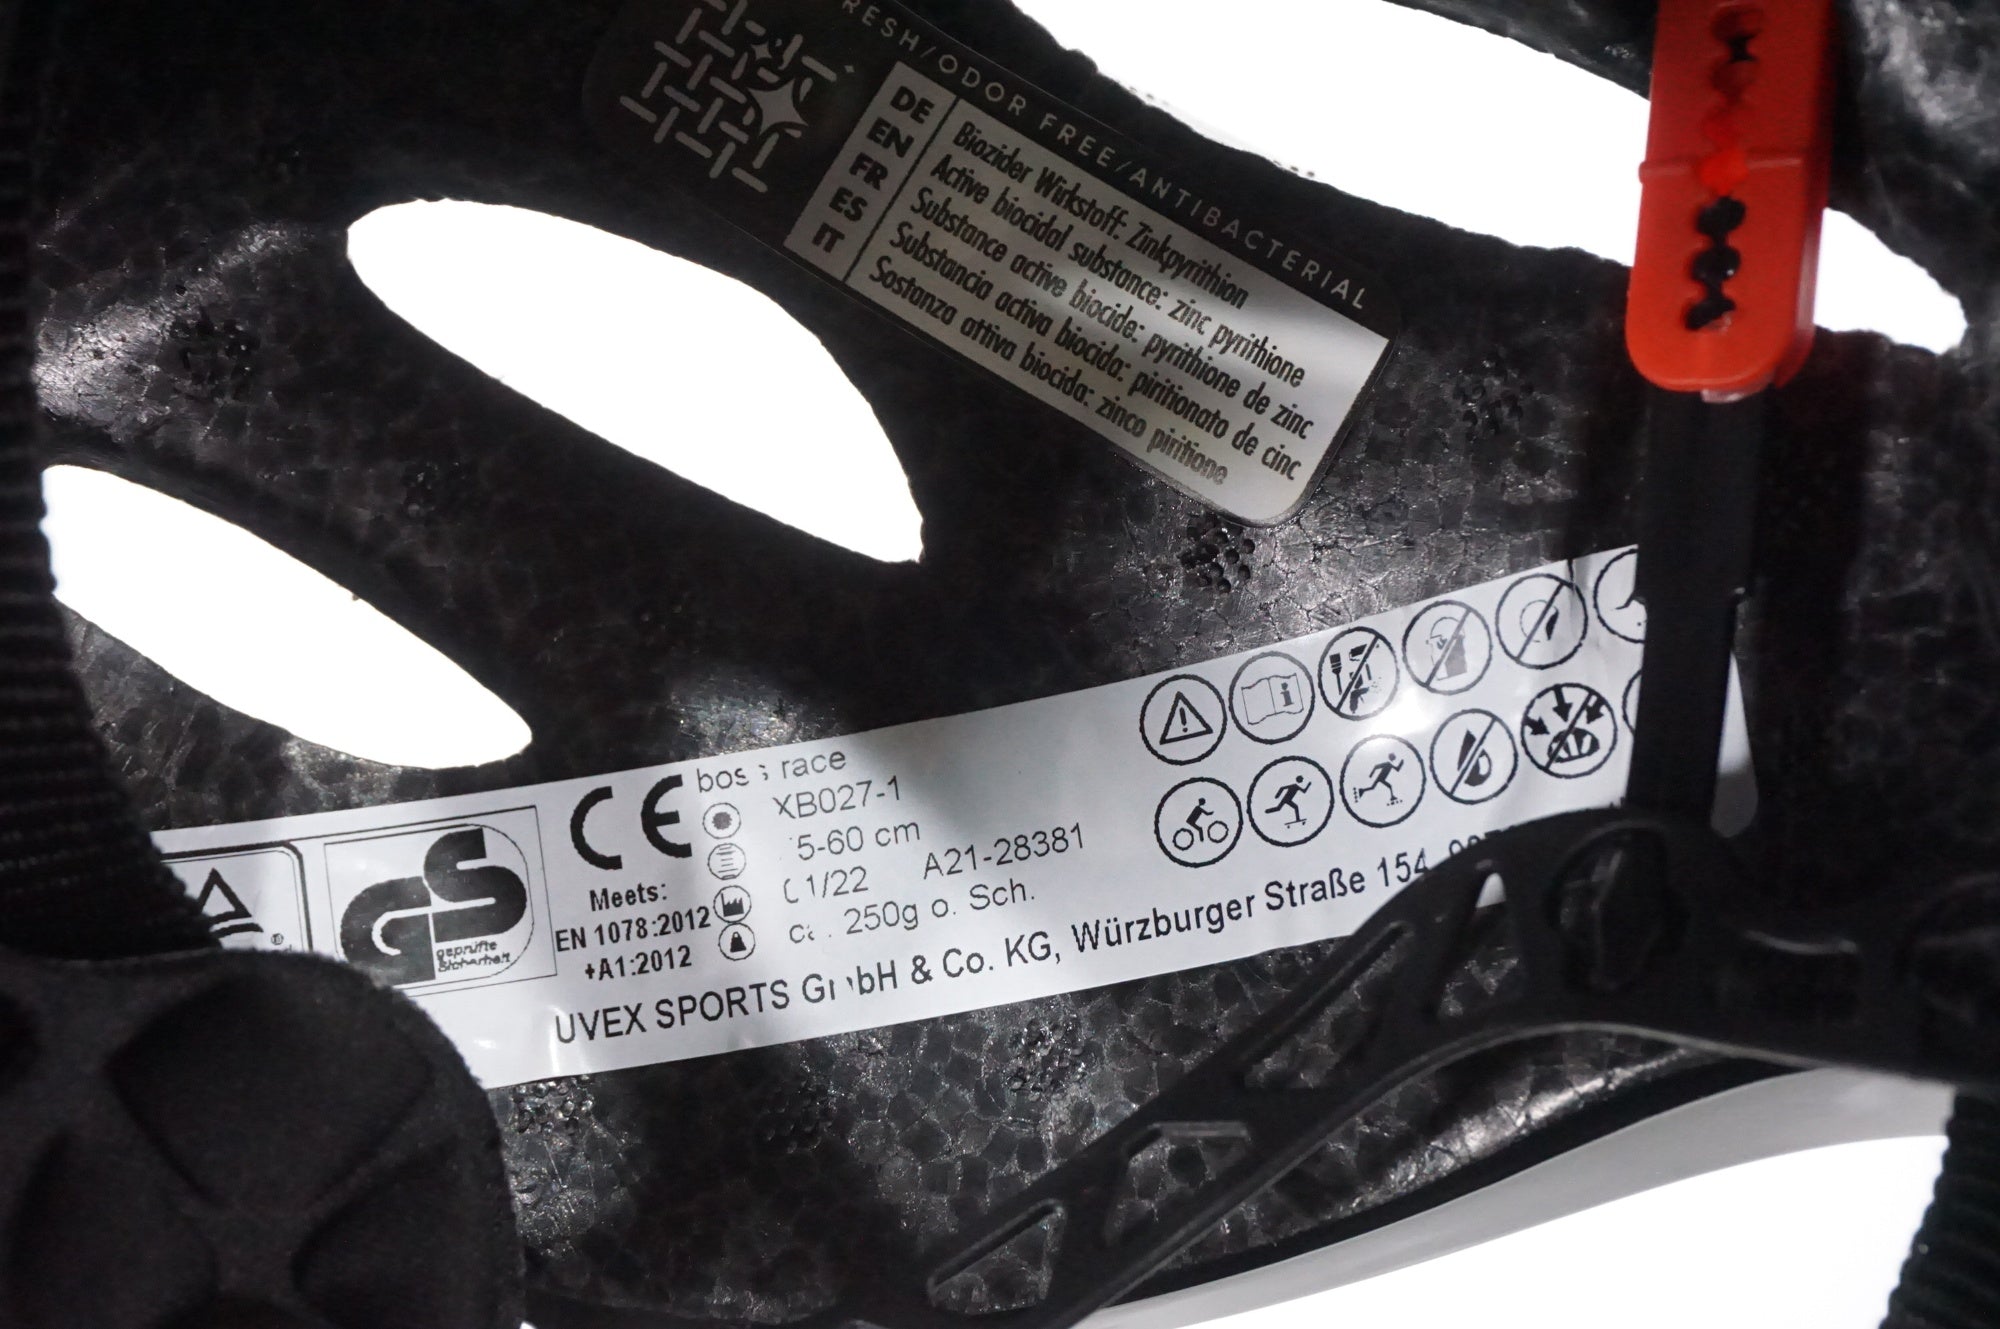 /ODOR FREE/ANTIBACTERIAL
DE Biozider Wirkstoff: Zinkpyrithion
EN Active biocidal substance: zinc pyrithione
FR Substance active biocide: pyrithione de zinc
ES Substancia activa biocida: piritionato de cinc
IT Sostanza attiva biocida: zinco piritione
CE
boss race
XB027-1
5-60 cm
1/22 A21-28381
ca. 250g o. Sch.
GS
geprüfte
Sicherheit
Meets:
EN 1078:2012
+A1:2012
UVEX SPORTS GmbH & Co. KG, Würzburger Straße 154